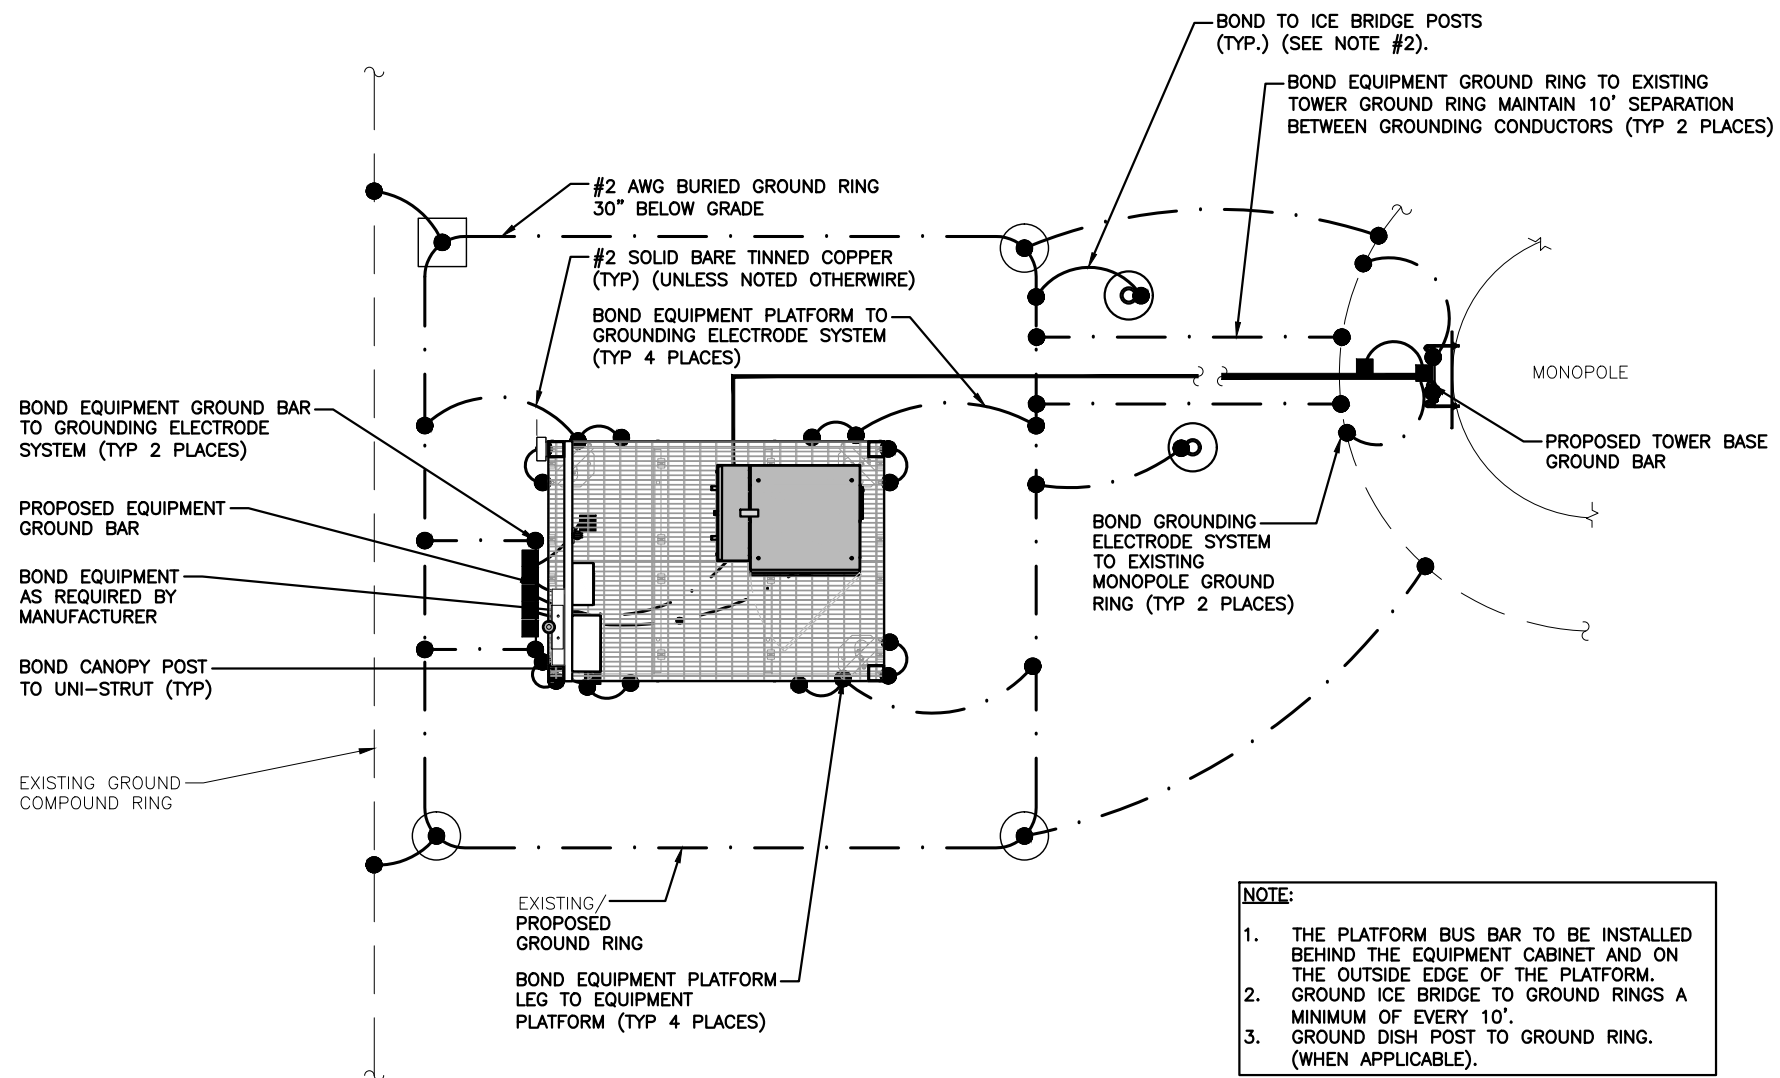 BOND TO ICE BRIDGE POSTS
(TYP.) (SEE NOTE #2).
BOND EQUIPMENT GROUND RING TO EXISTING
TOWER GROUND RING MAINTAIN 10' SEPARATION
BETWEEN GROUNDING CONDUCTORS (TYP 2 PLACES)
#2 AWG BURIED GROUND RING
30" BELOW GRADE
#2 SOLID BARE TINNED COPPER
(TYP) (UNLESS NOTED OTHERWIRE)
BOND EQUIPMENT PLATFORM TO
GROUNDING ELECTRODE SYSTEM
(TYP 4 PLACES)
MONOPOLE
BOND EQUIPMENT GROUND BAR
TO GROUNDING ELECTRODE
SYSTEM (TYP 2 PLACES)
PROPOSED TOWER BASE
GROUND BAR
PROPOSED EQUIPMENT
GROUND BAR
BOND GROUNDING
ELECTRODE SYSTEM
TO EXISTING
MONOPOLE GROUND
RING (TYP 2 PLACES)
BOND EQUIPMENT
AS REQUIRED BY
MANUFACTURER
BOND CANOPY POST
TO UNI-STRUT (TYP)
EXISTING GROUND
COMPOUND RING
EXISTING/
PROPOSED
GROUND RING
BOND EQUIPMENT PLATFORM
LEG TO EQUIPMENT
PLATFORM (TYP 4 PLACES)
NOTE:
1. THE PLATFORM BUS BAR TO BE INSTALLED
BEHIND THE EQUIPMENT CABINET AND ON
THE OUTSIDE EDGE OF THE PLATFORM.
2. GROUND ICE BRIDGE TO GROUND RINGS A
MINIMUM OF EVERY 10'.
3. GROUND DISH POST TO GROUND RING.
(WHEN APPLICABLE).